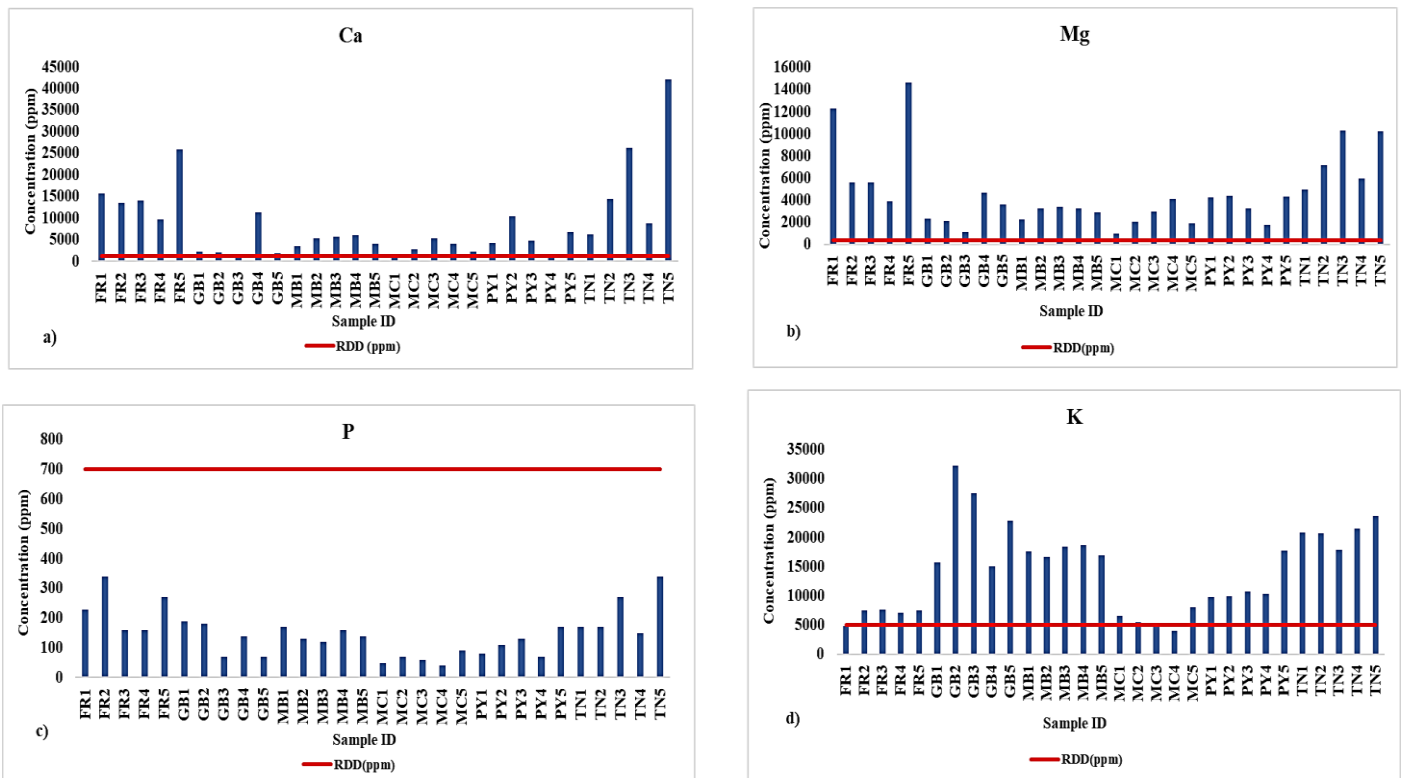 Ca
Concentration (ppm)
45000
40000
35000
30000
25000
20000
15000
10000
5000
0
FR1 FR2 FR3 FR4 FR5 GB1 GB2 GB3 GB4 GB5 MB1 MB2 MB3 MB4 MB5 MC1 MC2 MC3 MC4 MC5 PY1 PY2 PY3 PY4 PY5 TN1 TN2 TN3 TN4 TN5
Sample ID
a)
RDD (ppm)
Mg
Concentration (ppm)
16000
14000
12000
10000
8000
6000
4000
2000
0
FR1 FR2 FR3 FR4 FR5 GB1 GB2 GB3 GB4 GB5 MB1 MB2 MB3 MB4 MB5 MC1 MC2 MC3 MC4 MC5 PY1 PY2 PY3 PY4 PY5 TN1 TN2 TN3 TN4 TN5
Sample ID
b)
RDD(ppm)
P
Concentration (ppm)
800
700
600
500
400
300
200
100
0
FR1 FR2 FR3 FR4 FR5 GB1 GB2 GB3 GB4 GB5 MB1 MB2 MB3 MB4 MB5 MC1 MC2 MC3 MC4 MC5 PY1 PY2 PY3 PY4 PY5 TN1 TN2 TN3 TN4 TN5
Sample ID
c)
RDD(ppm)
K
Concentration (ppm)
35000
30000
25000
20000
15000
10000
5000
0
FR1 FR2 FR3 FR4 FR5 GB1 GB2 GB3 GB4 GB5 MB1 MB2 MB3 MB4 MB5 MC1 MC2 MC3 MC4 MC5 PY1 PY2 PY3 PY4 PY5 TN1 TN2 TN3 TN4 TN5
Sample ID
d)
RDD(ppm)